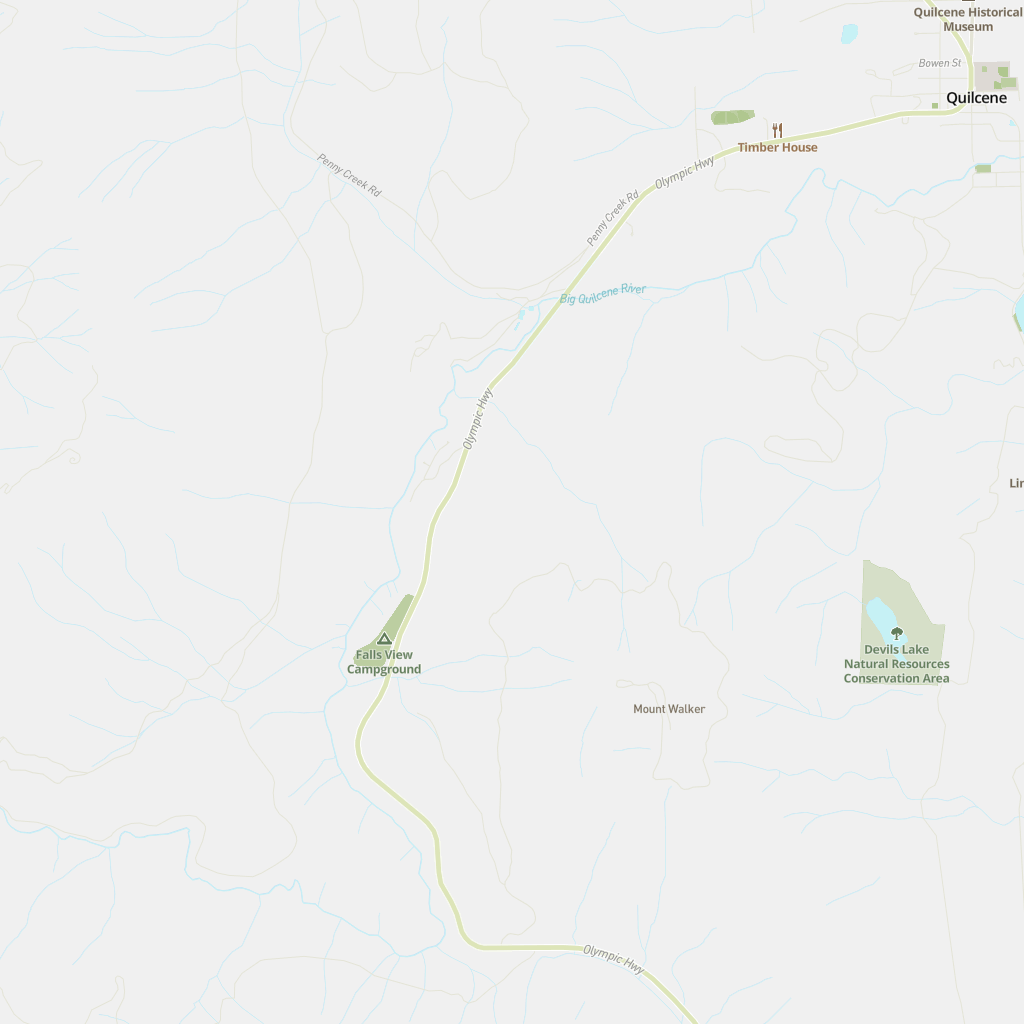 Quilcene Historical
Museum
Bowen St
Quilcene
Timber House
Penny Creek Rd
Olympic Hwy
Penny Creek Rd
Big Quilcene River
Olympic Hwy
Devils Lake
Natural Resources
Conservation Area
Falls View
Campground
Mount Walker
Olympic Hwy